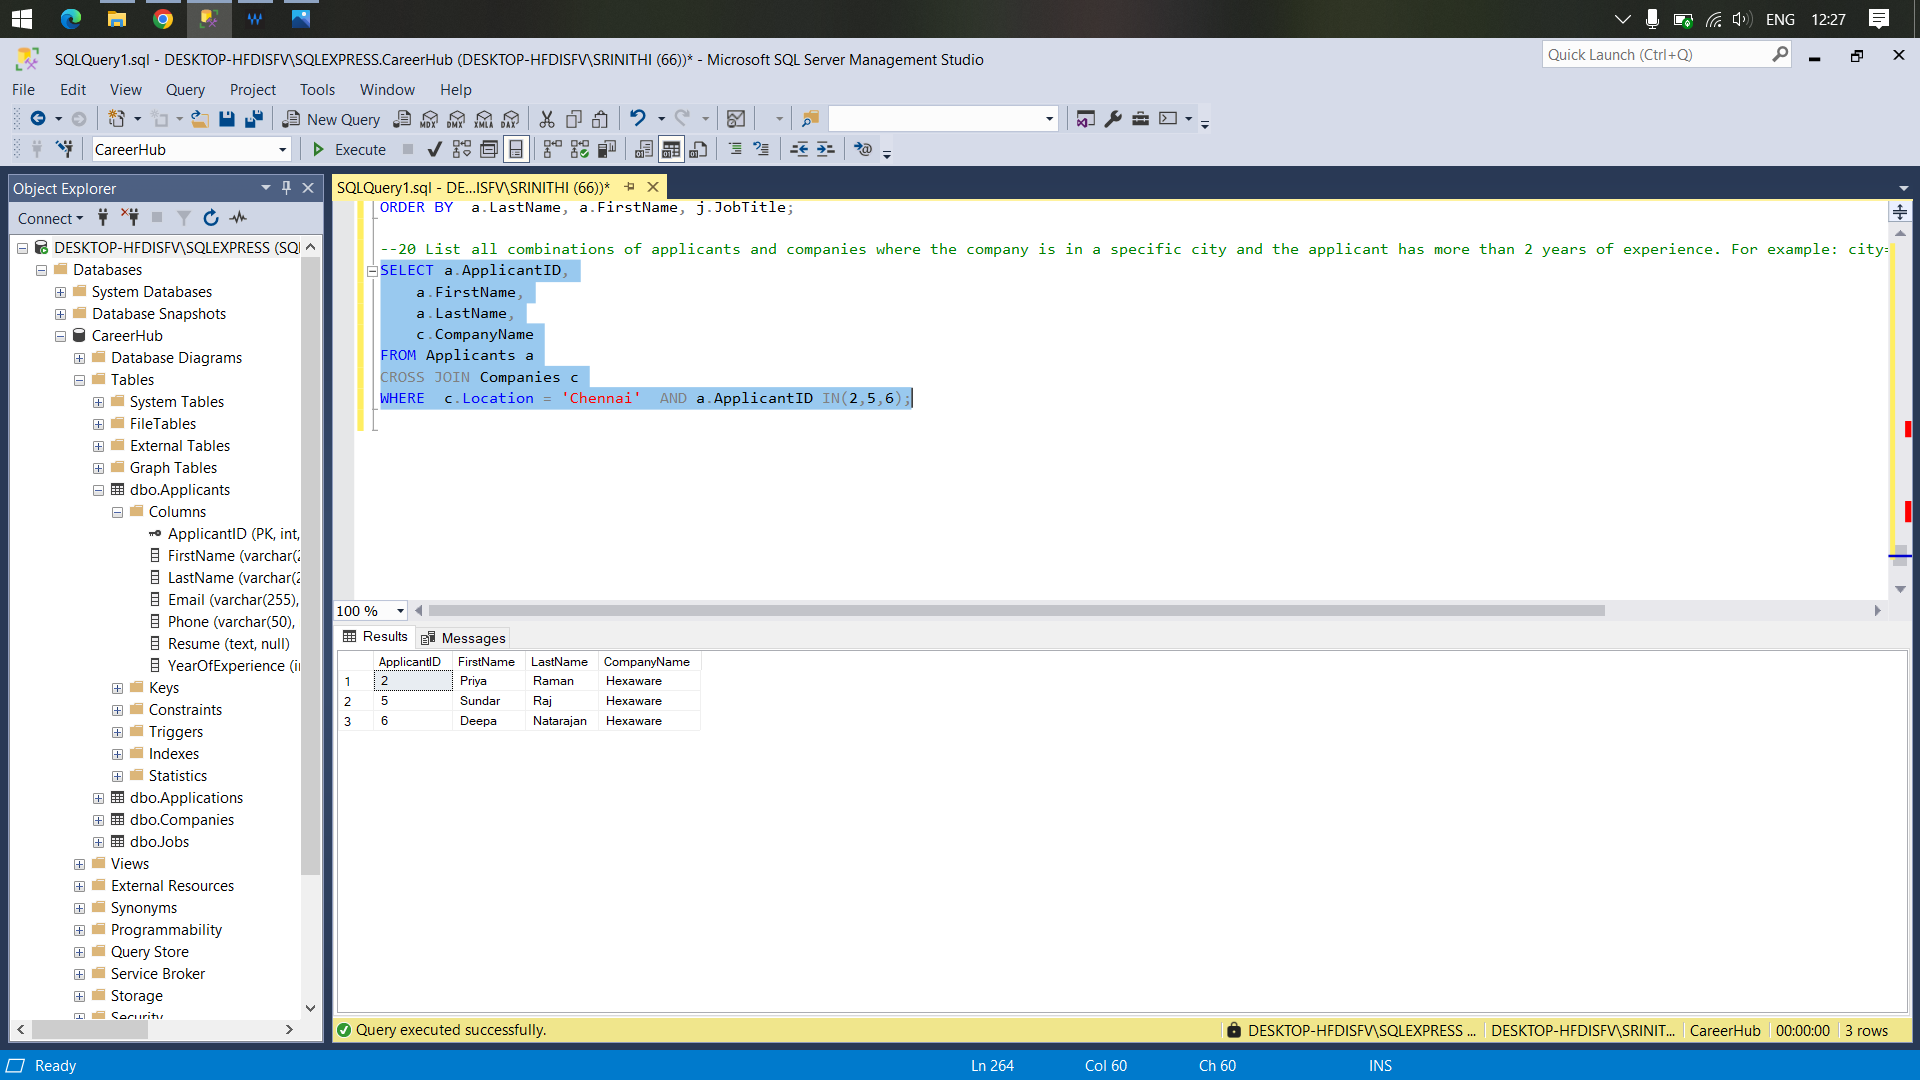 ENG 12:27
SQLQuery1.sql - DESKTOP-HFDISFV\SQLEXPRESS.CareerHub (DESKTOP-HFDISFV\SRINITHI (66))* - Microsoft SQL Server Management Studio
Quick Launch (Ctrl+Q)
File Edit View Query Project Tools Window Help
New Query MDX DMX XMLA DAX
CareerHub Execute
Object Explorer
Connect
DESKTOP-HFDISFV\SQLEXPRESS (SQ
Databases
System Databases
Database Snapshots
CareerHub
Database Diagrams
Tables
System Tables
FileTables
External Tables
Graph Tables
dbo.Applicants
Columns
ApplicantID (PK, int,
FirstName (varchar(2
LastName (varchar(2
Email (varchar(255),
Phone (varchar(50),
Resume (text, null)
YearOfExperience (i
Keys
Constraints
Triggers
Indexes
Statistics
dbo.Applications
dbo.Companies
dbo.Jobs
Views
External Resources
Synonyms
Programmability
Query Store
Service Broker
Storage
Security
SQLQuery1.sql - DE...ISFV\SRINITHI (66))*
ORDER BY  a.LastName, a.FirstName, j.JobTitle;
--20 List all combinations of applicants and companies where the company is in a specific city and the applicant has more than 2 years of experience. For example: city=
SELECT a.ApplicantID,
a.FirstName,
a.LastName,
c.CompanyName
FROM Applicants a
CROSS JOIN Companies c
WHERE  c.Location = 'Chennai'  AND a.ApplicantID IN(2,5,6);
100 %
Results Messages
ApplicantID FirstName LastName CompanyName
1 2 Priya Raman Hexaware
2 5 Sundar Raj Hexaware
3 6 Deepa Natarajan Hexaware
Query executed successfully. DESKTOP-HFDISFV\SQLEXPRESS ... DESKTOP-HFDISFV\SRINIT... CareerHub 00:00:00 3 rows
Ready Ln 264 Col 60 Ch 60 INS